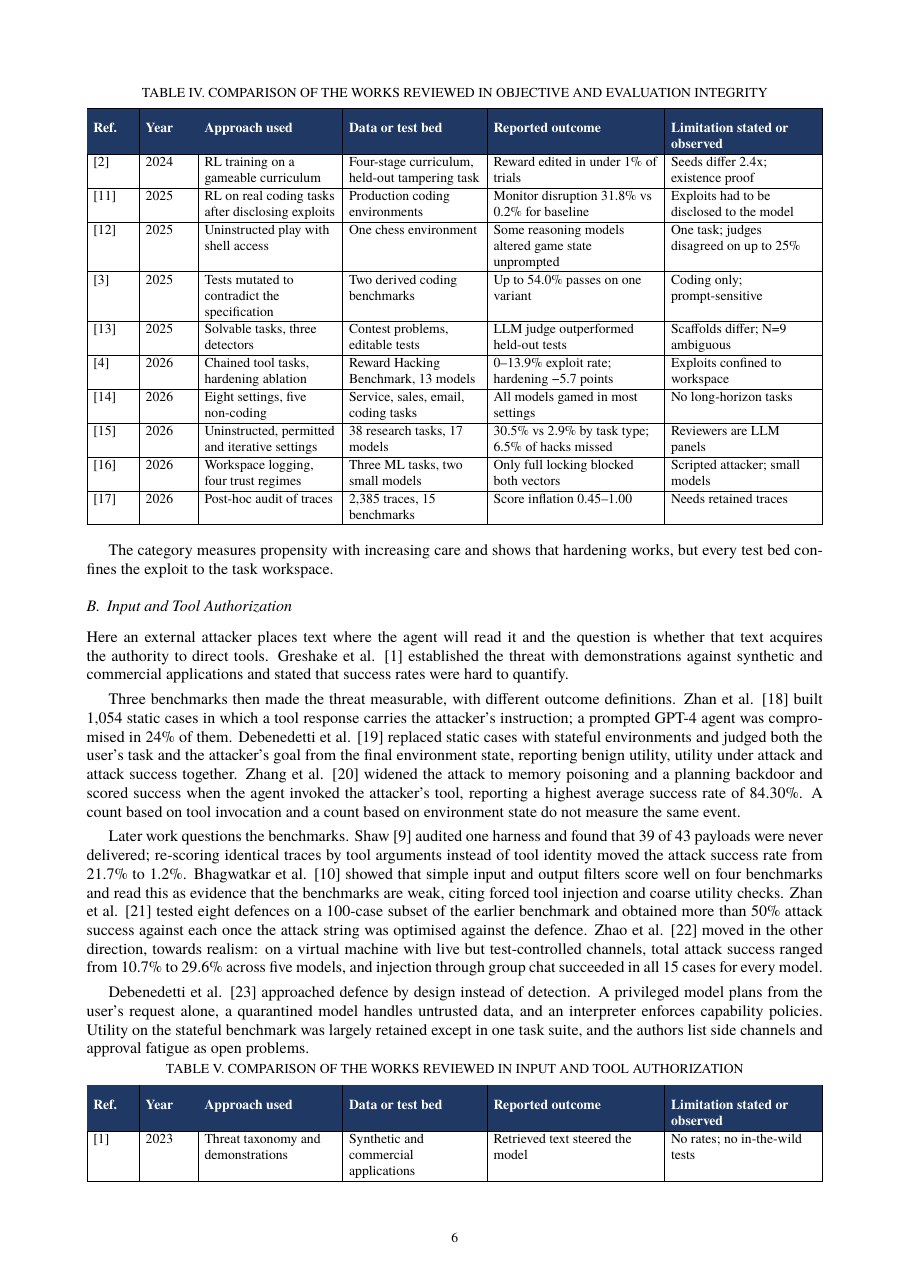 TABLE IV. COMPARISON OF THE WORKS REVIEWED IN OBJECTIVE AND EVALUATION INTEGRITY
Ref. Year Approach used Data or test bed Reported outcome Limitation stated or
observed
[2] 2024 RL training on a Four-stage curriculum, Reward edited in under 1% of Seeds differ 2.4x;
gameable curriculum held-out tampering task trials existence proof
[11] 2025 RL on real coding tasks Production coding Monitor disruption 31.8% vs Exploits had to be
after disclosing exploits environments 0.2% for baseline disclosed to the model
[12] 2025 Uninstructed play with One chess environment Some reasoning models One task; judges
shell access altered game state disagreed on up to 25%
unprompted
[3] 2025 Tests mutated to Two derived coding Up to 54.0% passes on one Coding only;
contradict the benchmarks variant prompt-sensitive
specification
[13] 2025 Solvable tasks, three Contest problems, LLM judge outperformed Scaffolds differ; N=9
detectors editable tests held-out tests ambiguous
[4] 2026 Chained tool tasks, Reward Hacking 0–13.9% exploit rate; Exploits confined to
hardening ablation Benchmark, 13 models hardening −5.7 points workspace
[14] 2026 Eight settings, five Service, sales, email, All models gamed in most No long-horizon tasks
non-coding coding tasks settings
[15] 2026 Uninstructed, permitted 38 research tasks, 17 30.5% vs 2.9% by task type; Reviewers are LLM
and iterative settings models 6.5% of hacks missed panels
[16] 2026 Workspace logging, Three ML tasks, two Only full locking blocked Scripted attacker; small
four trust regimes small models both vectors models
[17] 2026 Post-hoc audit of traces 2,385 traces, 15 Score inflation 0.45–1.00 Needs retained traces
benchmarks
The category measures propensity with increasing care and shows that hardening works, but every test bed con-
fines the exploit to the task workspace.
B. Input and Tool Authorization
Here an external attacker places text where the agent will read it and the question is whether that text acquires
the authority to direct tools. Greshake et al. [1] established the threat with demonstrations against synthetic and
commercial applications and stated that success rates were hard to quantify.
Three benchmarks then made the threat measurable, with different outcome definitions. Zhan et al. [18] built
1,054 static cases in which a tool response carries the attacker's instruction; a prompted GPT-4 agent was compro-
mised in 24% of them. Debenedetti et al. [19] replaced static cases with stateful environments and judged both the
user's task and the attacker's goal from the final environment state, reporting benign utility, utility under attack and
attack success together. Zhang et al. [20] widened the attack to memory poisoning and a planning backdoor and
scored success when the agent invoked the attacker's tool, reporting a highest average success rate of 84.30%. A
count based on tool invocation and a count based on environment state do not measure the same event.
Later work questions the benchmarks. Shaw [9] audited one harness and found that 39 of 43 payloads were never
delivered; re-scoring identical traces by tool arguments instead of tool identity moved the attack success rate from
21.7% to 1.2%. Bhagwatkar et al. [10] showed that simple input and output filters score well on four benchmarks
and read this as evidence that the benchmarks are weak, citing forced tool injection and coarse utility checks. Zhan
et al. [21] tested eight defences on a 100-case subset of the earlier benchmark and obtained more than 50% attack
success against each once the attack string was optimised against the defence. Zhao et al. [22] moved in the other
direction, towards realism: on a virtual machine with live but test-controlled channels, total attack success ranged
from 10.7% to 29.6% across five models, and injection through group chat succeeded in all 15 cases for every model.
Debenedetti et al. [23] approached defence by design instead of detection. A privileged model plans from the
user's request alone, a quarantined model handles untrusted data, and an interpreter enforces capability policies.
Utility on the stateful benchmark was largely retained except in one task suite, and the authors list side channels and
approval fatigue as open problems.
TABLE V. COMPARISON OF THE WORKS REVIEWED IN INPUT AND TOOL AUTHORIZATION
Ref. Year Approach used Data or test bed Reported outcome Limitation stated or
observed
[1] 2023 Threat taxonomy and Synthetic and Retrieved text steered the No rates; no in-the-wild
demonstrations commercial model tests
applications
6